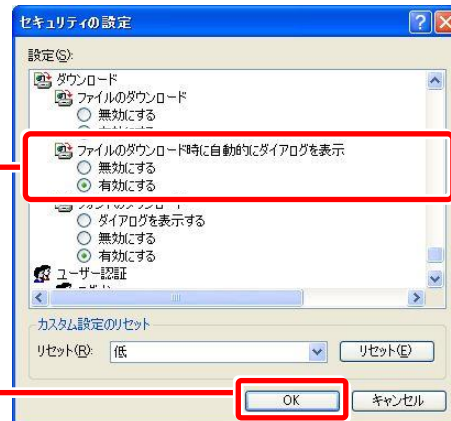 セキュリティの設定
設定(S):
ダウンロード
ファイルのダウンロード
無効にする
ファイルのダウンロード時に自動的にダイアログを表示
無効にする
有効にする
ダイアログを表示する
無効にする
有効にする
ユーザー認証
カスタム設定のリセット
リセット(R):
低
リセット(E)
OK
キャンセル